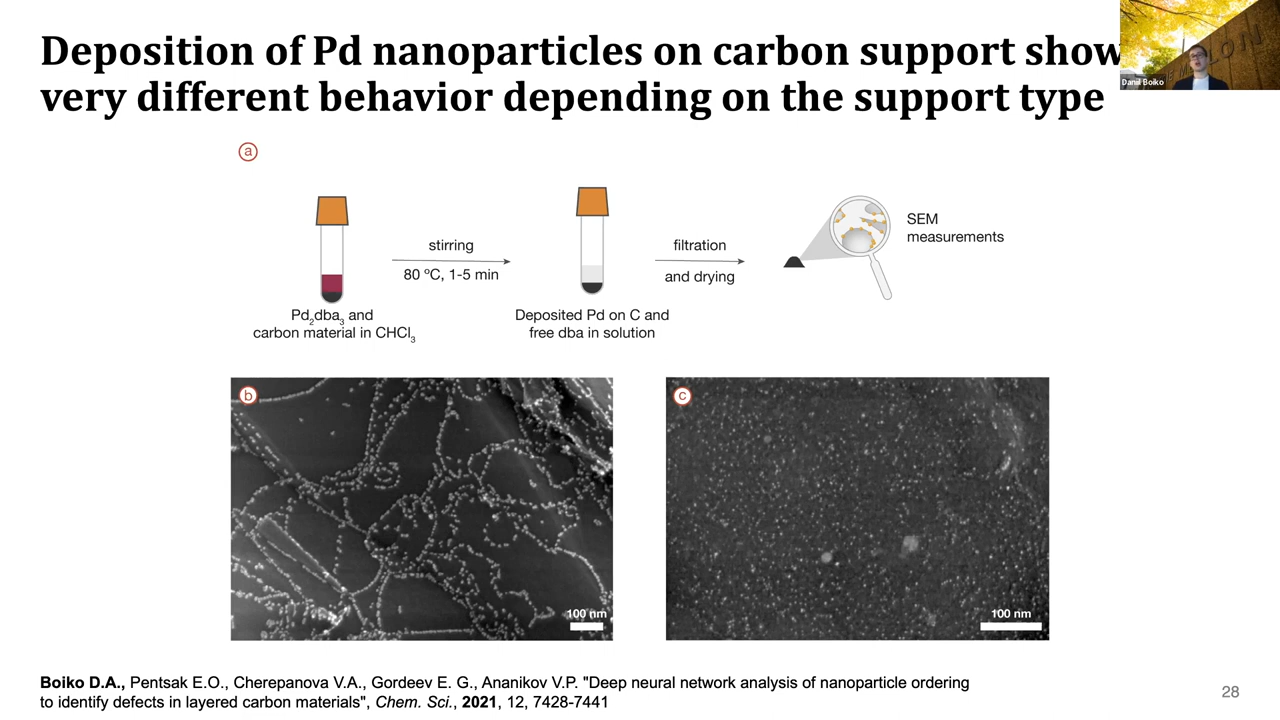 Deposition of Pd nanoparticles on carbon support show
very different behavior depending on the support type
Danil Boiko
a
stirring
80 ºC, 1-5 min
filtration
and drying
SEM
measurements
Pd2dba3 and
carbon material in CHCl3
Deposited Pd on C and
free dba in solution
b
100 nm
c
100 nm
Boiko D.A., Pentsak E.O., Cherepanova V.A., Gordeev E. G., Ananikov V.P. "Deep neural network analysis of nanoparticle ordering
to identify defects in layered carbon materials", Chem. Sci., 2021, 12, 7428-7441
28